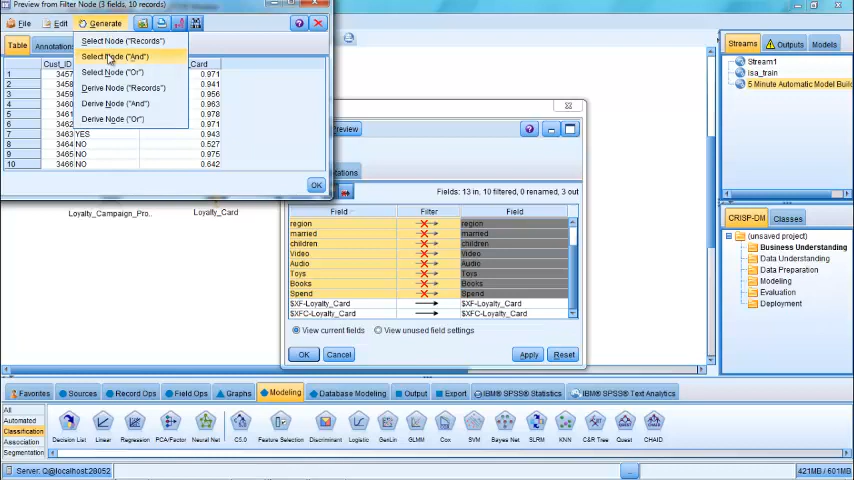 Preview from Filter Node (3 fields, 10 records)
File Edit Generate
Table Annotations
Select Node ("Records")
Select Node ("And")
Select Node ("Or")
Derive Node ("Records")
Derive Node ("And")
Derive Node ("Or")
Cust_ID Card
1 3457 0.971
2 3458 0.941
3 3459 0.956
4 3460 0.963
5 3461 0.978
6 3462 0.971
7 3463 YES 0.943
8 3464 NO 0.527
9 3465 NO 0.975
10 3466 NO 0.642
OK
Loyalty_Campaign_Pro.. Loyalty_Card
Preview
Fields: 13 in, 10 filtered, 0 renamed, 3 out
Field Filter Field
region region
married married
children children
Video Video
Audio Audio
Toys Toys
Books Books
Spend Spend
$XF-Loyalty_Card $XF-Loyalty_Card
$XFC-Loyalty_Card $XFC-Loyalty_Card
View current fields View unused field settings
OK Cancel Apply Reset
Streams Outputs Models
Stream1
isa_train
5 Minute Automatic Model Build
CRISP-DM Classes
(unsaved project)
Business Understanding
Data Understanding
Data Preparation
Modeling
Evaluation
Deployment
Favorites Sources Record Ops Field Ops Graphs Modeling Database Modeling Output Export IBM® SPSS® Statistics IBM® SPSS® Text Analytics
All
Automated
Classification
Association
Segmentation
Decision List Linear Regression PCA/Factor Neural Net C5.0 Feature Selection Discriminant Logistic GenLin GLMM Cox SVM Bayes Net SLRM KNN C&R Tree Quest CHAID
Server: Q@localhost:28052
421MB / 601MB